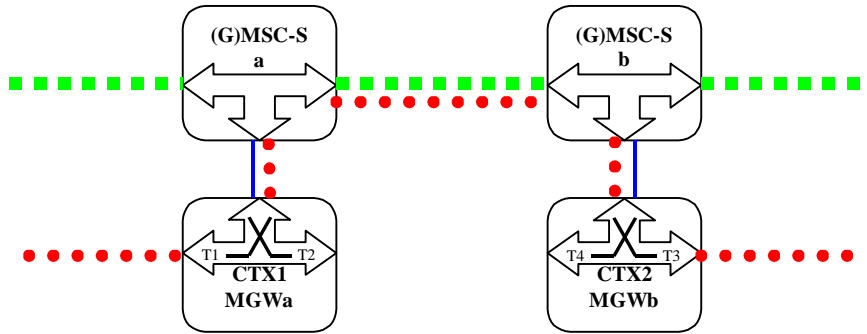 (G)MSC-S
a
(G)MSC-S
b
T1
T2
CTX1
MGWa
T4
T3
CTX2
MGWb